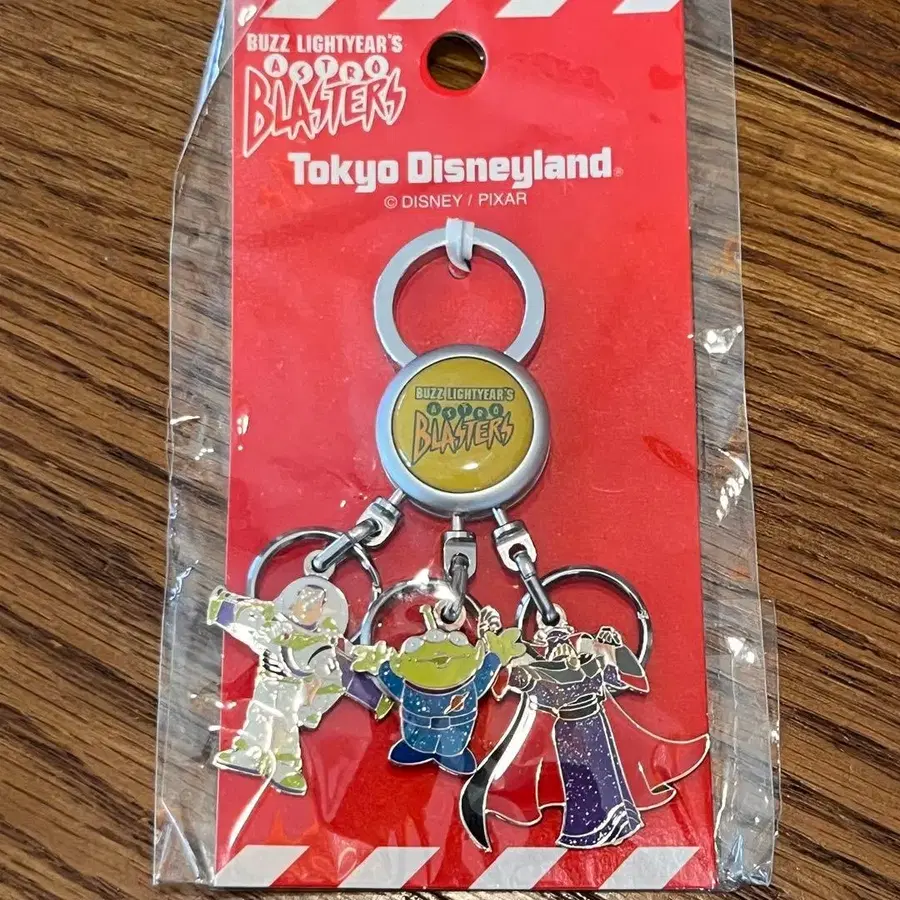 BUZZ LIGHTYEAR'S
ASTRO
BLASTERS
Tokyo Disneyland®
© DISNEY / PIXAR
BUZZ LIGHTYEAR'S
ASTRO
BLASTERS